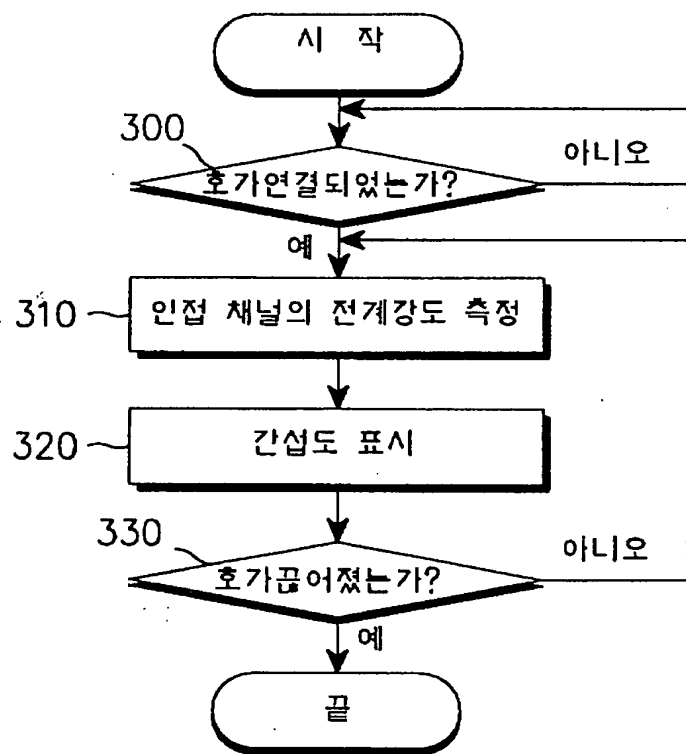 시 작
300
호가연결되었는가?
아니오
예
310
인접 채널의 전계강도 측정
320
간섭도 표시
330
호가끊어졌는가?
아니오
예
끝